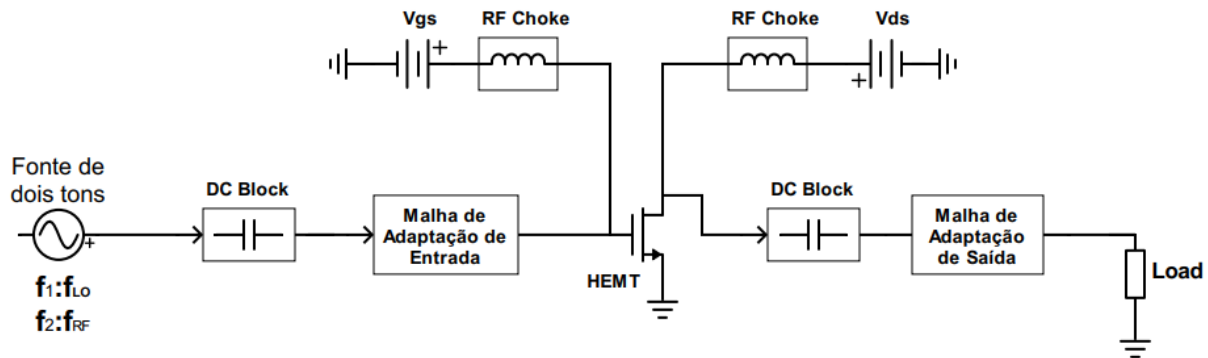 Vgs
RF Choke
RF Choke
Vds
+
+
Fonte de
dois tons
DC Block
Malha de
Adaptação de
Entrada
HEMT
DC Block
Malha de
Adaptação
de Saída
Load
+
f1:fLo
f2:fRF